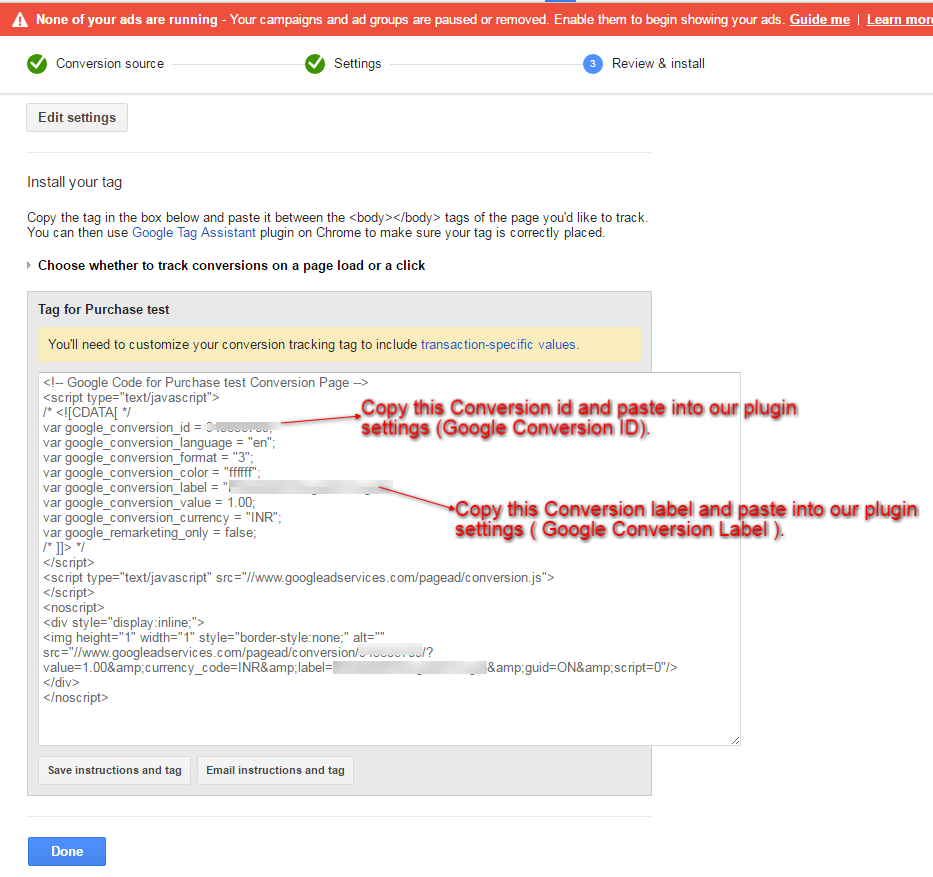 None of your ads are running - Your campaigns and ad groups are paused or removed. Enable them to begin showing your ads. Guide me | Learn more
Conversion source
Settings
3 Review & install
Edit settings
Install your tag
Copy the tag in the box below and paste it between the <body></body> tags of the page you'd like to track.
You can then use Google Tag Assistant plugin on Chrome to make sure your tag is correctly placed.
Choose whether to track conversions on a page load or a click
Tag for Purchase test
You'll need to customize your conversion tracking tag to include transaction-specific values.
<!-- Google Code for Purchase test Conversion Page -->
<script type="text/javascript">
/* <![CDATA[ */
var google_conversion_id =
Copy this Conversion id and paste into our plugin
settings (Google Conversion ID).
var google_conversion_language = "en";
var google_conversion_format = "3";
var google_conversion_color = "ffffff";
var google_conversion_label = "
var google_conversion_value = 1.00;
Copy this Conversion label and paste into our plugin
settings ( Google Conversion Label ).
var google_conversion_currency = "INR";
var google_remarketing_only = false;
/* ]]> */
</script>
<script type="text/javascript" src="//www.googleadservices.com/pagead/conversion.js">
</script>
<noscript>
<div style="display:inline;">
<img height="1" width="1" style="border-style:none;" alt=""
src="//www.googleadservices.com/pagead/conversion/ /?
value=1.00&amp;currency_code=INR&amp;label= &amp;guid=ON&amp;script=0"/>
</div>
</noscript>
Save instructions and tag
Email instructions and tag
Done